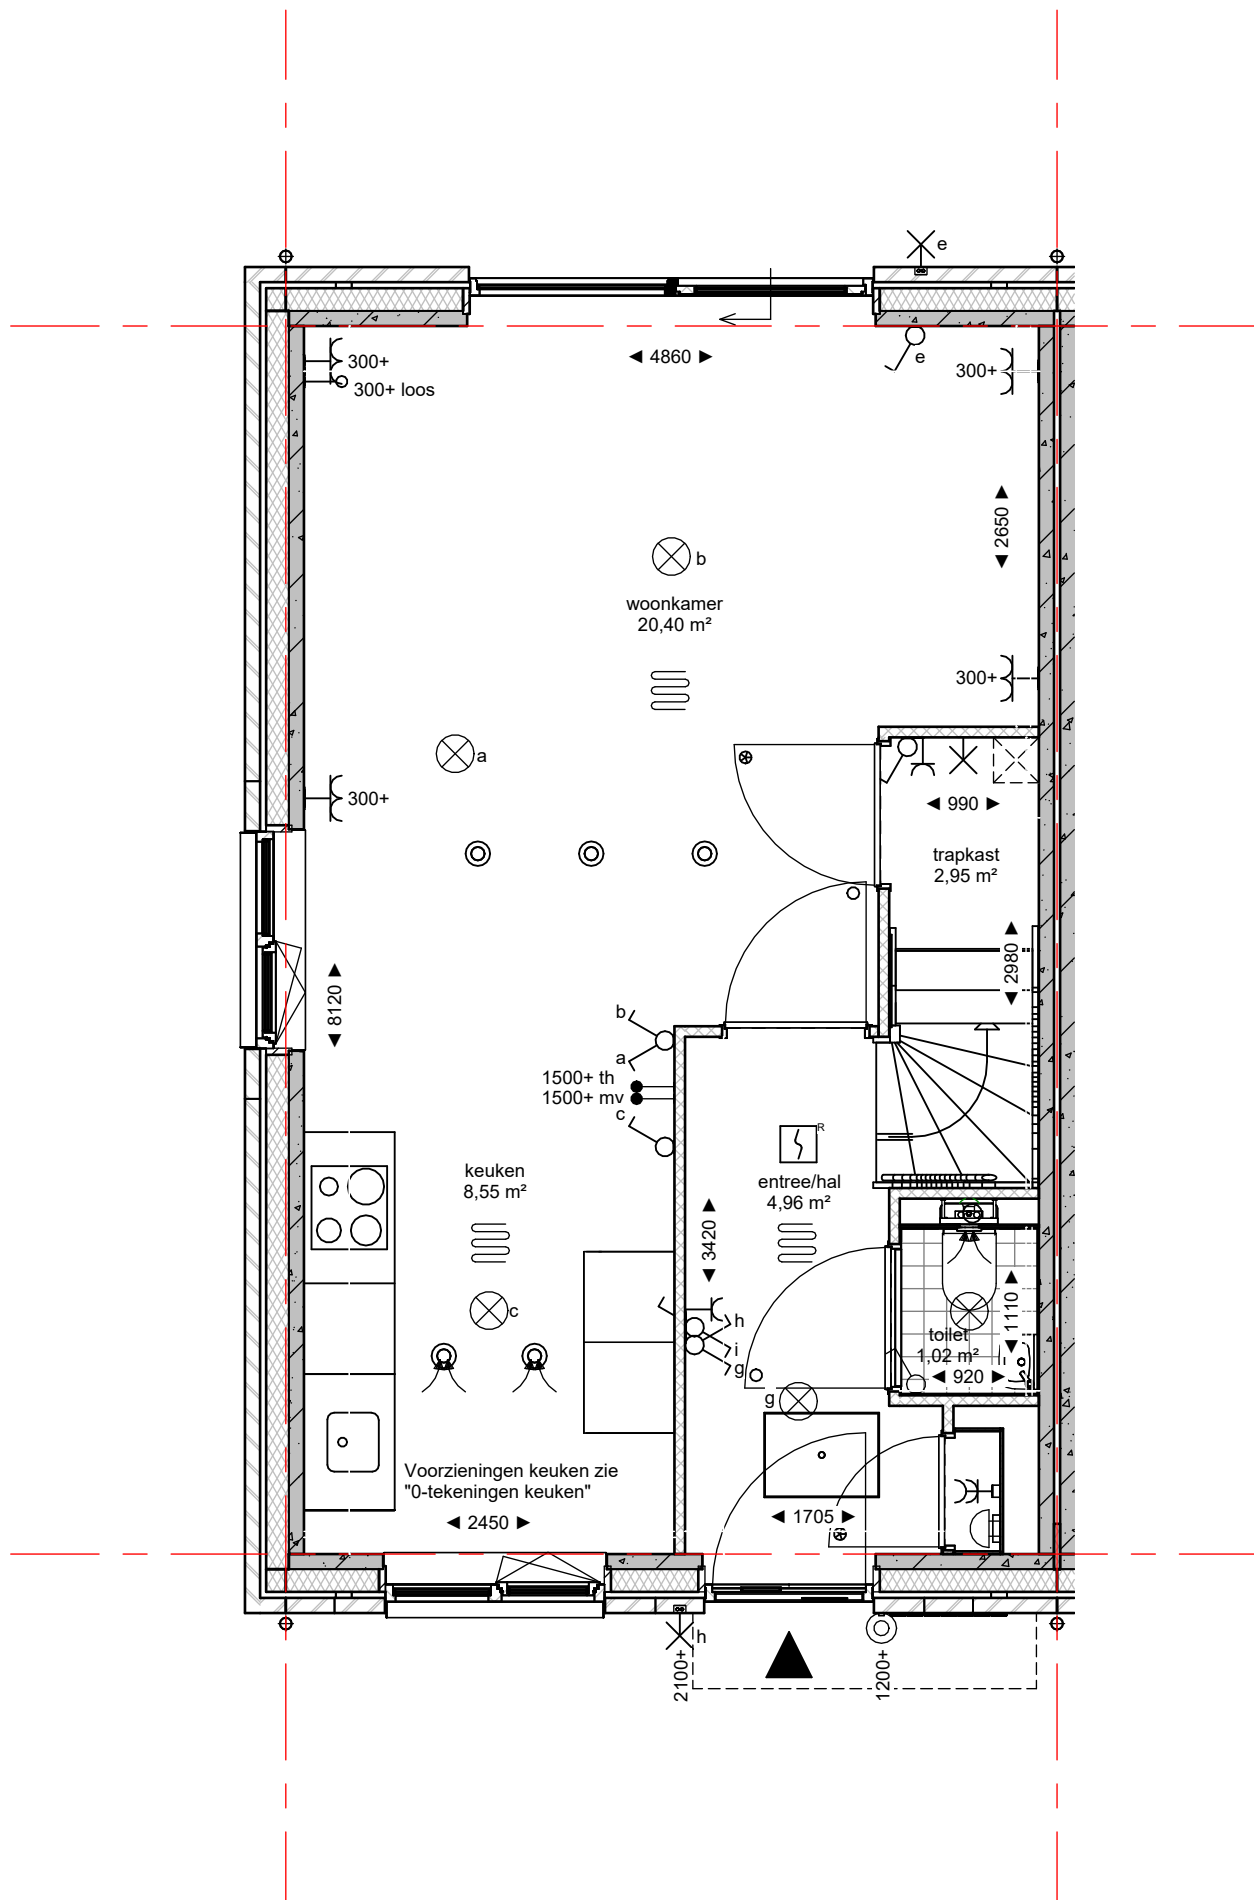 e
300+
300+ loos
4860
e
300+
2650
b
woonkamer
20,40 m²
300+
a
300+
990
trapkast
2,95 m²
2980
8120
b
a
1500+ th
1500+ mv
c
R
keuken
8,55 m²
entree/hal
4,96 m²
3420
c
h
i
g
1110
toilet
1,02 m²
920
g
Voorzieningen keuken zie
"0-tekeningen keuken"
2450
1705
h
2100+
1200+